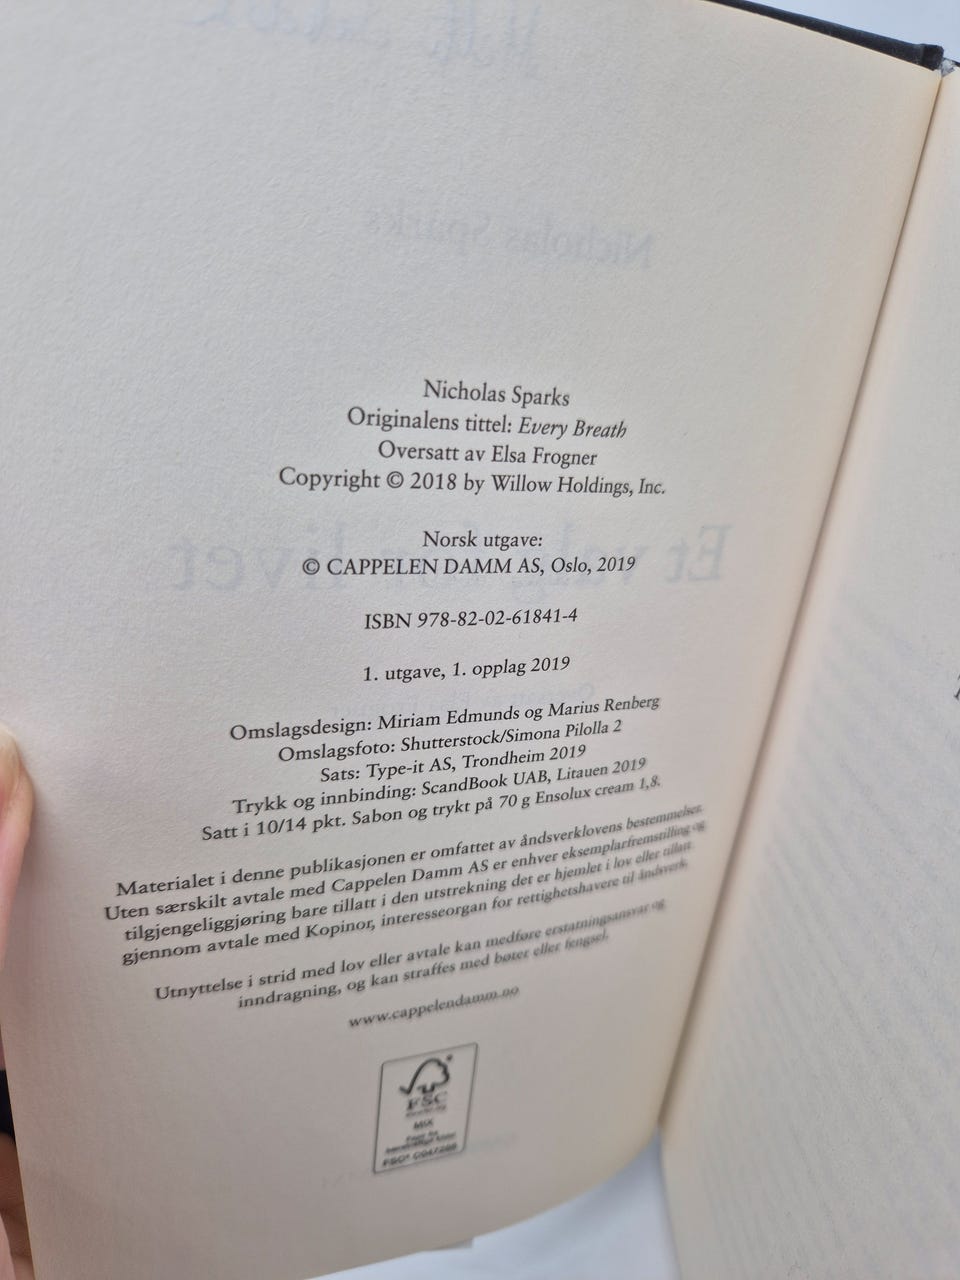 Nicholas Sparks
Nicholas Sparks
Originalens tittel: Every Breath
Oversatt av Elsa Frogner
Copyright © 2018 by Willow Holdings, Inc.
Norsk utgave:
© CAPPELEN DAMM AS, Oslo, 2019
ISBN 978-82-02-61841-4
1. utgave, 1. opplag 2019
Omslagsdesign: Miriam Edmunds og Marius Renberg
Omslagsfoto: Shutterstock/Simona Pilolla 2
Sats: Type-it AS, Trondheim 2019
Trykk og innbinding: ScandBook UAB, Litauen 2019
Satt i 10/14 pkt. Sabon og trykt på 70 g Ensolux cream 1,8.
Materialet i denne publikasjonen er omfattet av åndsverklovens bestemmelser.
Uten særskilt avtale med Cappelen Damm AS er enhver eksemplarfremstilling og
tilgjengeliggjøring bare tillatt i den utstrekning det er hjemlet i lov eller tillatt
gjennom avtale med Kopinor, interesseorgan for rettighetshavere til åndsverk.
Utnyttelse i strid med lov eller avtale kan medføre erstatningsansvar og
inndragning, og kan straffes med bøter eller fengsel.
www.cappelendamm.no
FSC
MIX